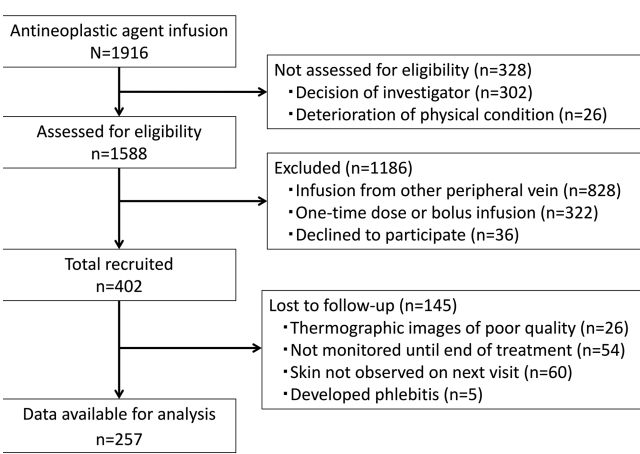 Antineoplastic agent infusion
N=1916
Not assessed for eligibility (n=328)
・Decision of investigator (n=302)
・Deterioration of physical condition (n=26)
Assessed for eligibility
n=1588
Excluded (n=1186)
・Infusion from other peripheral vein (n=828)
・One-time dose or bolus infusion (n=322)
・Declined to participate (n=36)
Total recruited
n=402
Lost to follow-up (n=145)
・Thermographic images of poor quality (n=26)
・Not monitored until end of treatment (n=54)
・Skin not observed on next visit (n=60)
・Developed phlebitis (n=5)
Data available for analysis
n=257